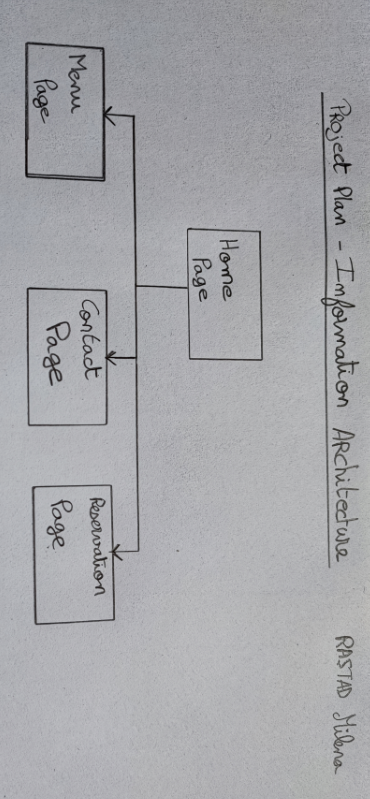 Project Plan - Information Architecture
RASTAD Milena
Home
Page
Menu
Page
Contact
Page
Reservation
Page